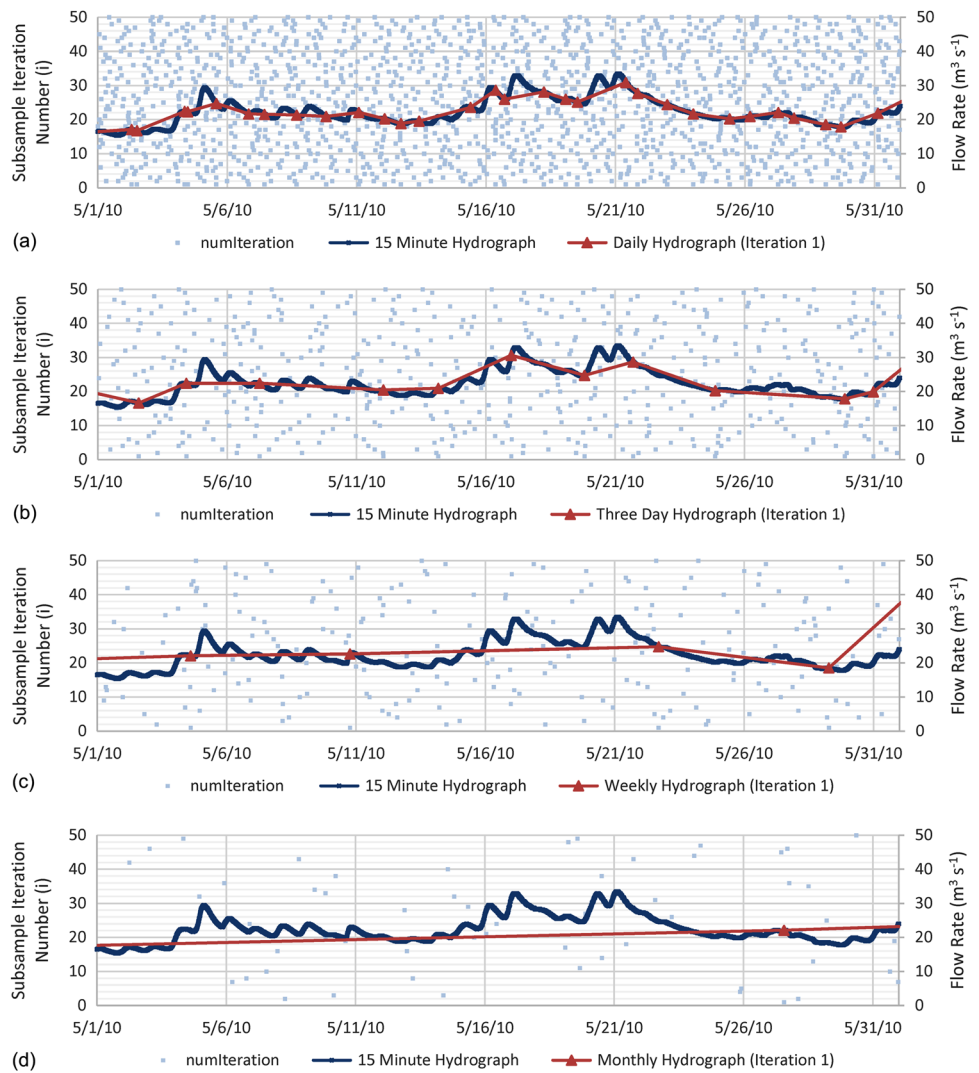 Subsample Iteration
Number (i)
50
40
30
20
10
0
50
40
30
20
10
0
Flow Rate (m³ s⁻¹)
5/1/10 5/6/10 5/11/10 5/16/10 5/21/10 5/26/10 5/31/10
(a) numIteration 15 Minute Hydrograph Daily Hydrograph (Iteration 1)
Subsample Iteration
Number (i)
50
40
30
20
10
0
50
40
30
20
10
0
Flow Rate (m³ s⁻¹)
5/1/10 5/6/10 5/11/10 5/16/10 5/21/10 5/26/10 5/31/10
(b) numIteration 15 Minute Hydrograph Three Day Hydrograph (Iteration 1)
Subsample Iteration
Number (i)
50
40
30
20
10
0
50
40
30
20
10
0
Flow Rate (m³ s⁻¹)
5/1/10 5/6/10 5/11/10 5/16/10 5/21/10 5/26/10 5/31/10
(c) numIteration 15 Minute Hydrograph Weekly Hydrograph (Iteration 1)
Subsample Iteration
Number (i)
50
40
30
20
10
0
50
40
30
20
10
0
Flow Rate (m³ s⁻¹)
5/1/10 5/6/10 5/11/10 5/16/10 5/21/10 5/26/10 5/31/10
(d) numIteration 15 Minute Hydrograph Monthly Hydrograph (Iteration 1)